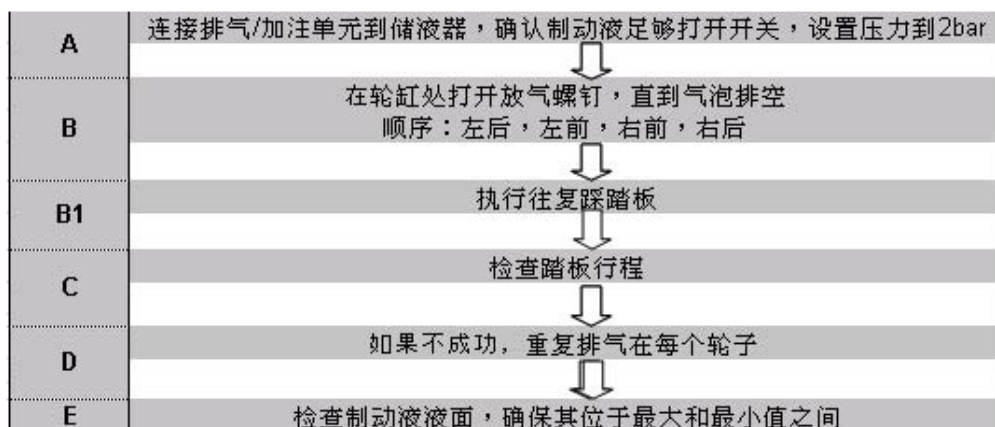 A
连接排气/加注单元到储液器，确认制动液足够打开开关，设置压力到2bar
B
在轮缸处打开放气螺钉，直到气泡排空
顺序：左后，左前，右前，右后
B1
执行往复踩踏板
C
检查踏板行程
D
如果不成功，重复排气在每个轮子
E
检查制动液液面，确保其位于最大和最小值之间